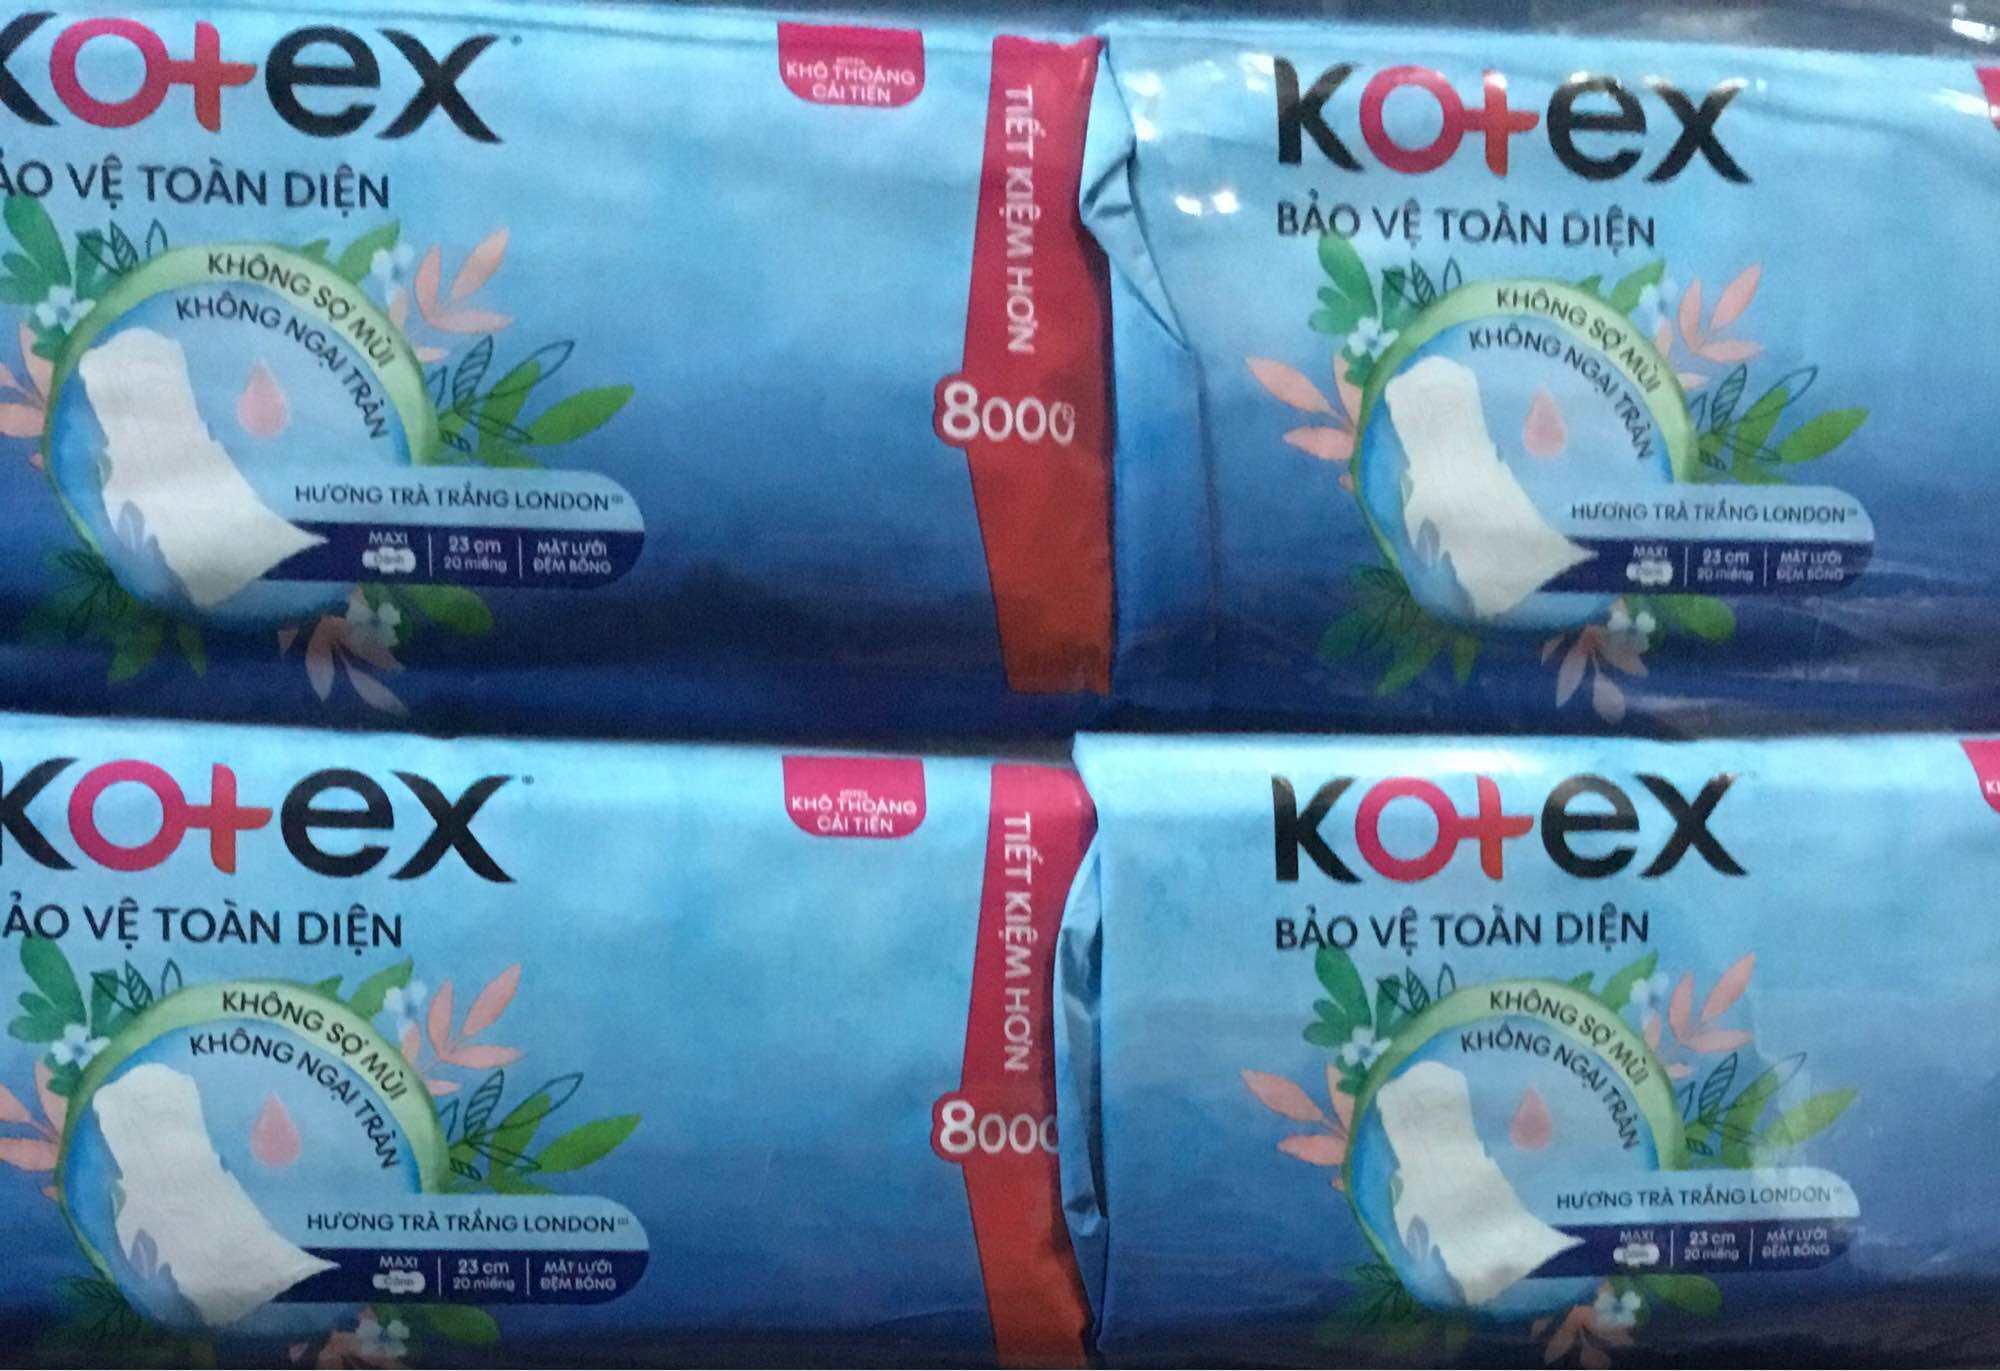 Kotex
BẢO VỆ TOÀN DIỆN
KHÔNG SỢ MÙI
KHÔNG NGẠI TRÀN
HƯƠNG TRÀ TRẮNG LONDON
MAXI
Cánh
23 cm
20 miếng
MẶT LƯỚI
ĐỆM BÔNG
KHÔ THOÁNG
CẢI TIẾN
TIẾT KIỆM HƠN
8000Đ
Kotex
BẢO VỆ TOÀN DIỆN
KHÔNG SỢ MÙI
KHÔNG NGẠI TRÀN
HƯƠNG TRÀ TRẮNG LONDON
MAXI
23 cm
20 miếng
MẶT LƯỚI
ĐỆM BÔNG
Kotex
ẢO VỆ TOÀN DIỆN
KHÔNG SỢ MÙI
KHÔNG NGẠI TRÀN
HƯƠNG TRÀ TRẮNG LONDON
MAXI
Cánh
23 cm
20 miếng
MẶT LƯỚI
ĐỆM BÔNG
KHÔ THOÁNG
CẢI TIẾN
TIẾT KIỆM HƠN
8000
Kotex
BẢO VỆ TOÀN DIỆN
KHÔNG SỢ MÙI
KHÔNG NGẠI TRÀN
HƯƠNG TRÀ TRẮNG LONDON
MAXI
23 cm
20 miếng
MẶT LƯỚI
ĐỆM BÔNG